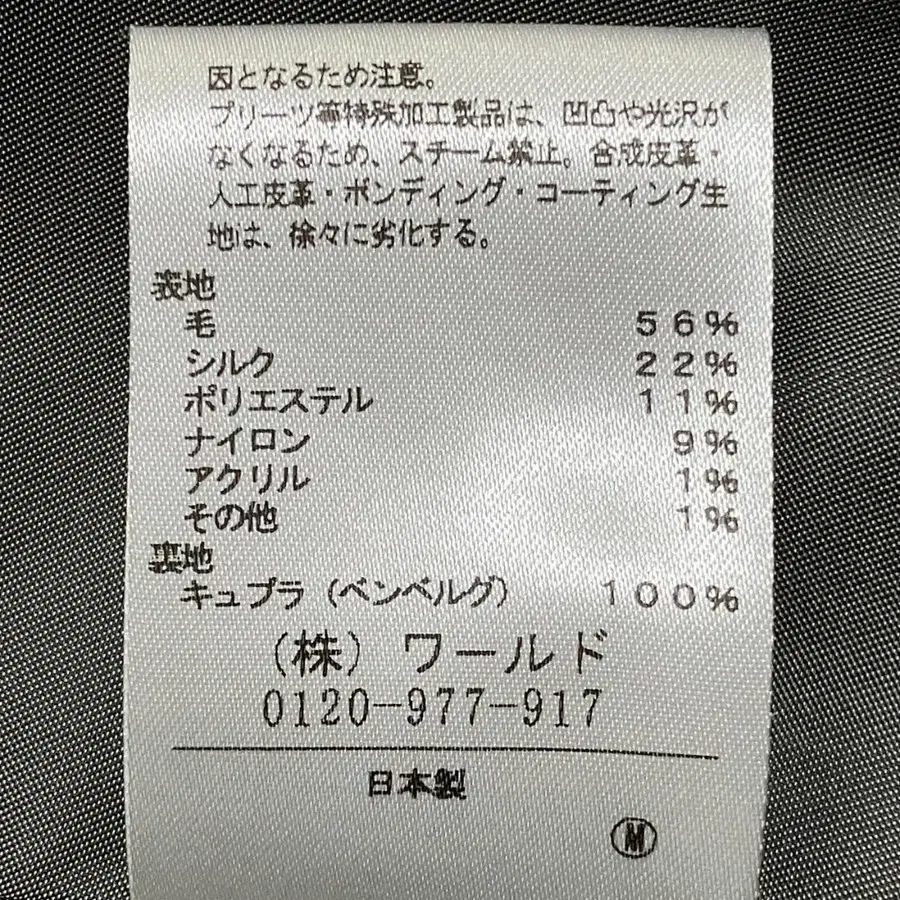 因となるため注意。
プリーツ等特殊加工製品は、凹凸や光沢が
なくなるため、スチーム禁止。合成皮革・
人工皮革・ボンディング・コーティング生
地は、徐々に劣化する。
表地
毛 56%
シルク 22%
ポリエステル 11%
ナイロン 9%
アクリル 1%
その他 1%
裏地
キュプラ（ベンベルグ） 100%
（株）ワールド
0120-977-917
日本製
M